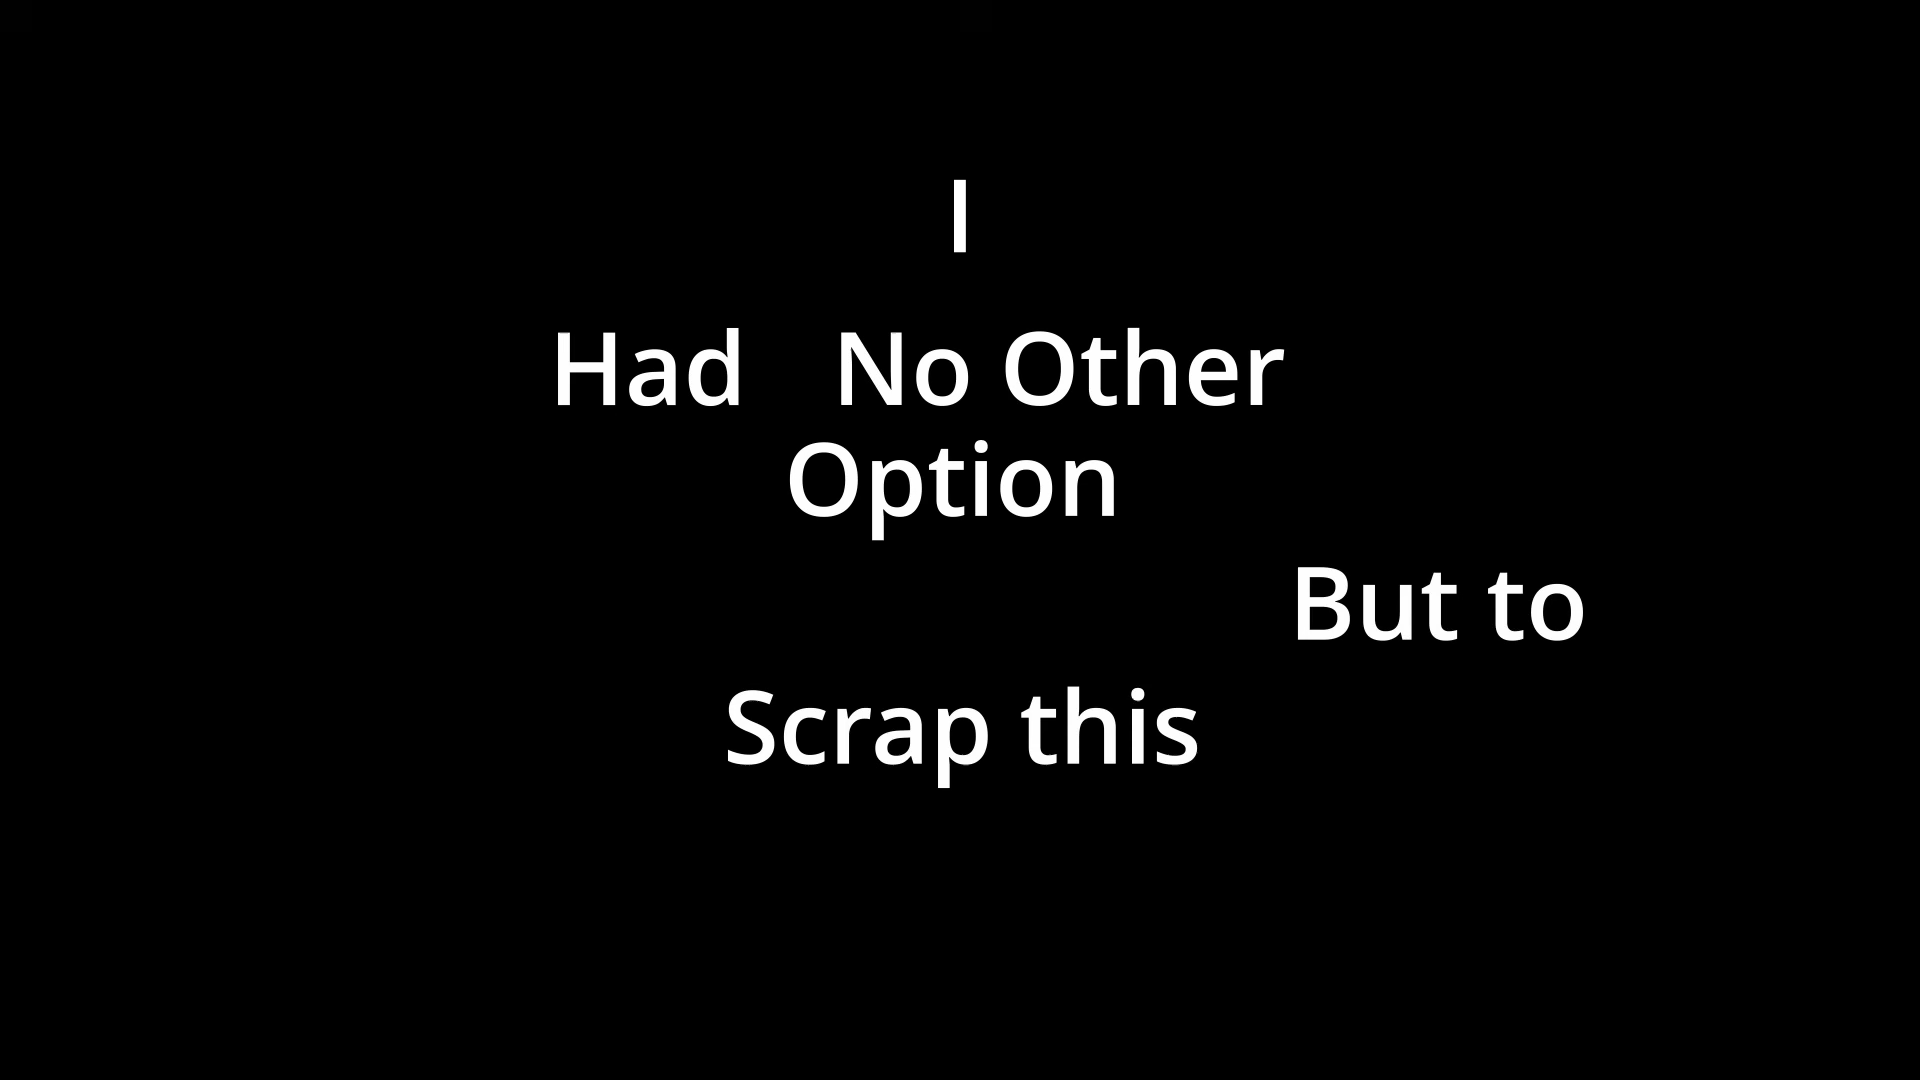 I
Had   No Other
Option
But to
Scrap this